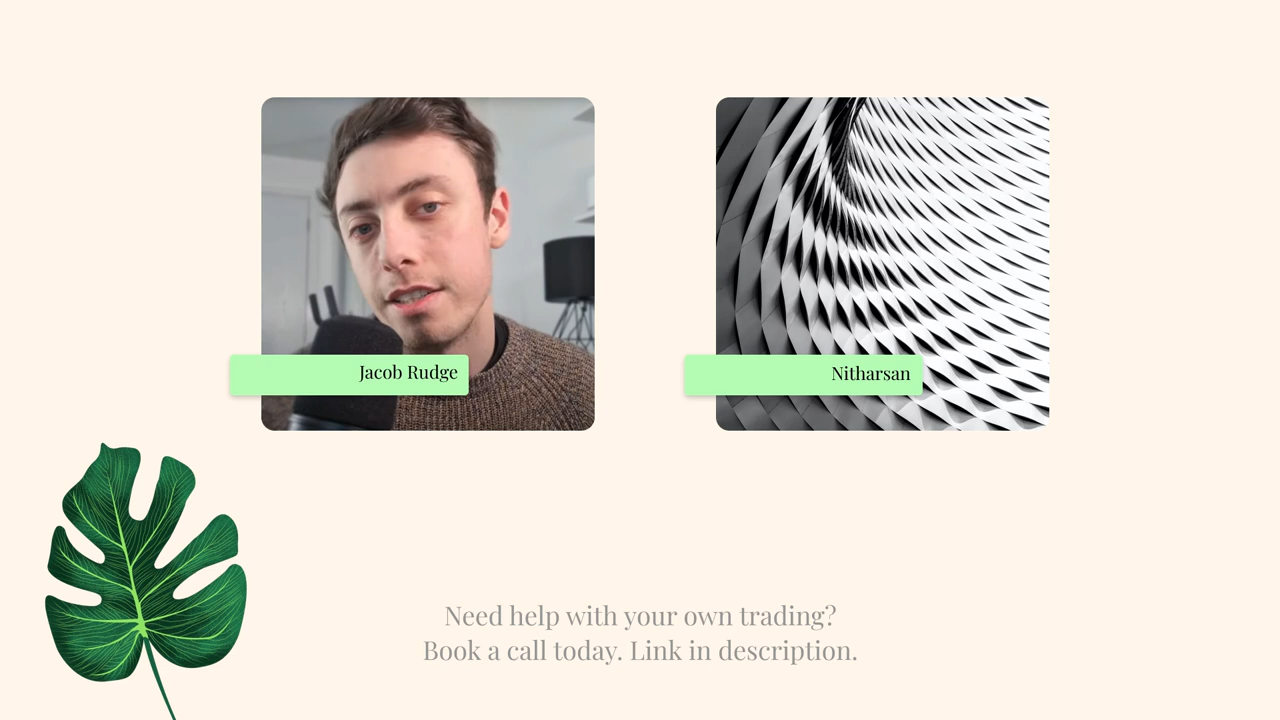 Jacob Rudge
Nitharsan
Need help with your own trading?
Book a call today. Link in description.